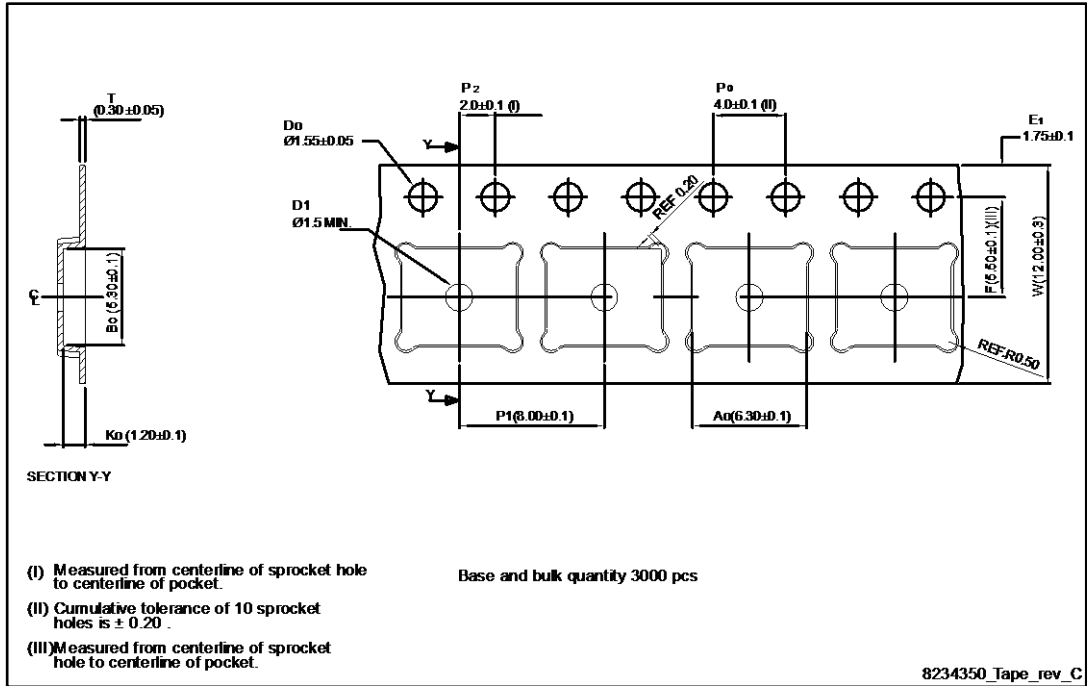 T
(0.30 ±0.05)
P2
2.0±0.1 (I)
Po
4.0±0.1 (II)
E1
1.75±0.1
Do
Ø1.55±0.05
Y
REF 0.20
D1
Ø1.5 MIN.
F(5.50±0.1)(III)
W(12.00±0.3)
Bo (5.30±0.1)
℄
REF-R0.50
Y
P1(8.00±0.1)
Ao(6.30±0.1)
Ko (1.20±0.1)
SECTION Y-Y
(I) Measured from centerline of sprocket hole
to centerline of pocket.
Base and bulk quantity 3000 pcs
(II) Cumulative tolerance of 10 sprocket
holes is ± 0.20 .
(III)Measured from centerline of sprocket
hole to centerline of pocket.
8234350_Tape_rev_C